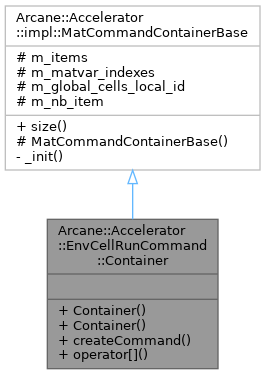 Arcane::Accelerator
::impl::MatCommandContainerBase
# m_items
# m_matvar_indexes
# m_global_cells_local_id
# m_nb_item
+ size()
# MatCommandContainerBase()
- _init()
Arcane::Accelerator
::EnvCellRunCommand
::Container
+ Container()
+ Container()
+ createCommand()
+ operator[]()